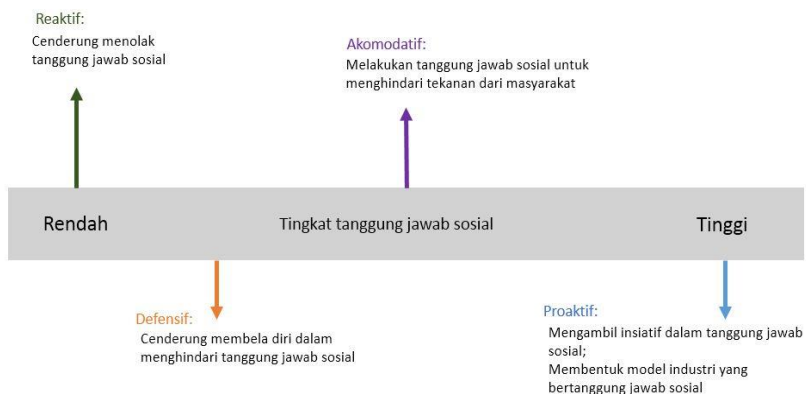 Reaktif:
Cenderung menolak
tanggung jawab sosial
Akomodatif:
Melakukan tanggung jawab sosial untuk
menghindari tekanan dari masyarakat
Rendah
Tingkat tanggung jawab sosial
Tinggi
Defensif:
Cenderung membela diri dalam
menghindari tanggung jawab sosial
Proaktif:
Mengambil insiatif dalam tanggung jawab
sosial;
Membentuk model industri yang
bertanggung jawab sosial